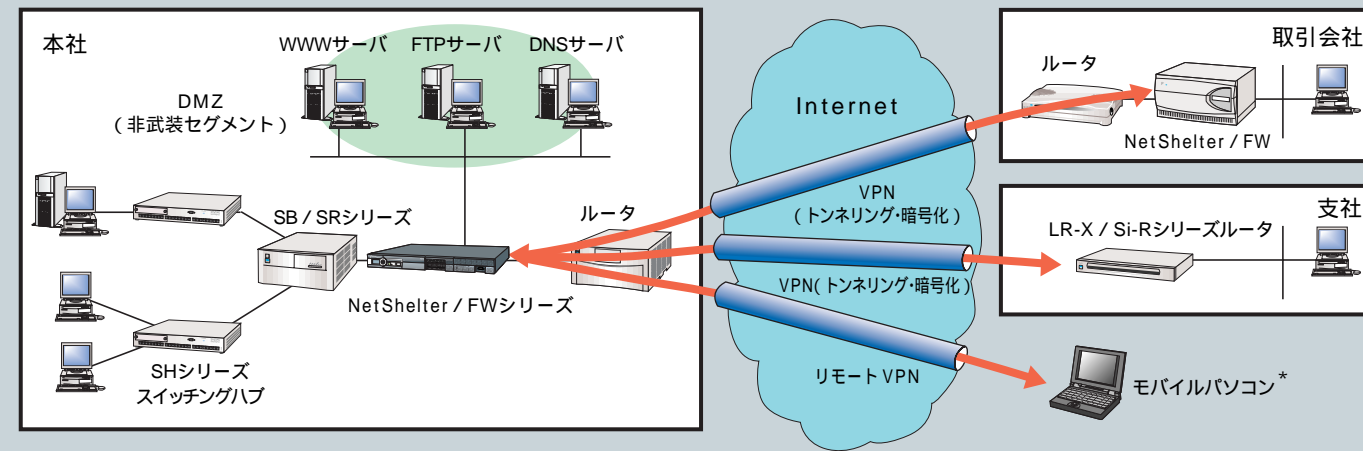 本社
WWWサーバ
FTPサーバ
DNSサーバ
DMZ
(非武装セグメント)
SB / SRシリーズ
ルータ
NetShelter / FWシリーズ
SHシリーズ
スイッチングハブ
Internet
VPN
(トンネリング・暗号化)
VPN(トンネリング・暗号化)
リモートVPN
取引会社
ルータ
NetShelter / FW
支社
LR-X / Si-Rシリーズルータ
モバイルパソコン*